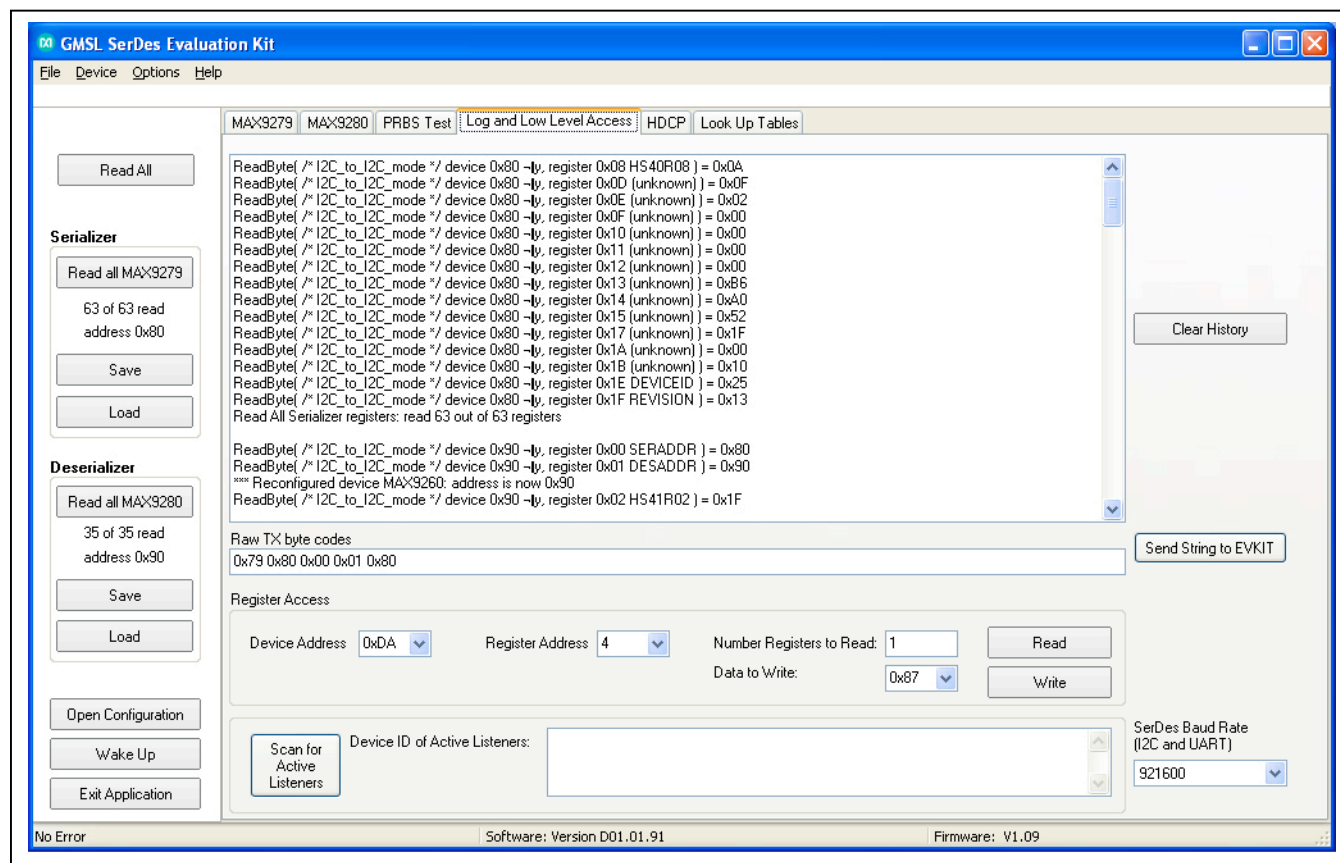 GMSL SerDes Evaluation Kit
File Device Options Help
MAX9279 MAX9280 PRBS Test Log and Low Level Access HDCP Look Up Tables
Read All
Serializer
Read all MAX9279
63 of 63 read
address 0x80
Save
Load
Deserializer
Read all MAX9280
35 of 35 read
address 0x90
Save
Load
Open Configuration
Wake Up
Exit Application
ReadByte( /* I2C_to_I2C_mode */ device 0x80 ¬ly, register 0x08 HS40R08 ) = 0x0A
ReadByte( /* I2C_to_I2C_mode */ device 0x80 ¬ly, register 0x0D (unknown) ) = 0x0F
ReadByte( /* I2C_to_I2C_mode */ device 0x80 ¬ly, register 0x0E (unknown) ) = 0x02
ReadByte( /* I2C_to_I2C_mode */ device 0x80 ¬ly, register 0x0F (unknown) ) = 0x00
ReadByte( /* I2C_to_I2C_mode */ device 0x80 ¬ly, register 0x10 (unknown) ) = 0x00
ReadByte( /* I2C_to_I2C_mode */ device 0x80 ¬ly, register 0x11 (unknown) ) = 0x00
ReadByte( /* I2C_to_I2C_mode */ device 0x80 ¬ly, register 0x12 (unknown) ) = 0x00
ReadByte( /* I2C_to_I2C_mode */ device 0x80 ¬ly, register 0x13 (unknown) ) = 0xB6
ReadByte( /* I2C_to_I2C_mode */ device 0x80 ¬ly, register 0x14 (unknown) ) = 0xA0
ReadByte( /* I2C_to_I2C_mode */ device 0x80 ¬ly, register 0x15 (unknown) ) = 0x52
ReadByte( /* I2C_to_I2C_mode */ device 0x80 ¬ly, register 0x17 (unknown) ) = 0x1F
ReadByte( /* I2C_to_I2C_mode */ device 0x80 ¬ly, register 0x1A (unknown) ) = 0x00
ReadByte( /* I2C_to_I2C_mode */ device 0x80 ¬ly, register 0x1B (unknown) ) = 0x10
ReadByte( /* I2C_to_I2C_mode */ device 0x80 ¬ly, register 0x1E DEVICEID ) = 0x25
ReadByte( /* I2C_to_I2C_mode */ device 0x80 ¬ly, register 0x1F REVISION ) = 0x13
Read All Serializer registers: read 63 out of 63 registers
ReadByte( /* I2C_to_I2C_mode */ device 0x90 ¬ly, register 0x00 SERADDR ) = 0x80
ReadByte( /* I2C_to_I2C_mode */ device 0x90 ¬ly, register 0x01 DESADDR ) = 0x90
*** Reconfigured device MAX9260: address is now 0x90
ReadByte( /* I2C_to_I2C_mode */ device 0x90 ¬ly, register 0x02 HS41R02 ) = 0x1F
Clear History
Raw TX byte codes
0x79 0x80 0x00 0x01 0x80
Send String to EVKIT
Register Access
Device Address 0xDA Register Address 4 Number Registers to Read: 1 Read
Data to Write: 0x87 Write
Scan for
Active
Listeners
Device ID of Active Listeners:
SerDes Baud Rate
(I2C and UART)
921600
No Error Software: Version D01.01.91 Firmware: V1.09